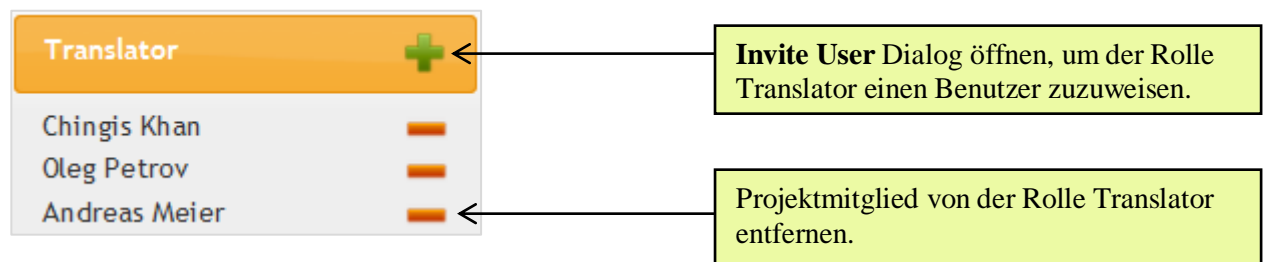 Translator
Invite User Dialog öffnen, um der Rolle
Translator einen Benutzer zuzuweisen.
Chingis Khan
Oleg Petrov
Andreas Meier
Projektmitglied von der Rolle Translator
entfernen.